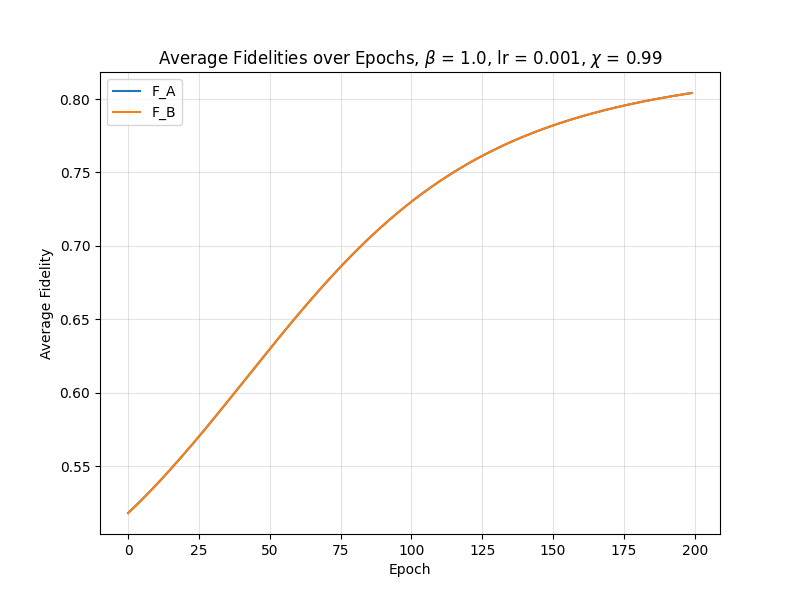 Average Fidelities over Epochs, β = 1.0, lr = 0.001, χ = 0.99
F_A
F_B
0.80
0.75
0.70
0.65
0.60
0.55
Average Fidelity
0 25 50 75 100 125 150 175 200
Epoch